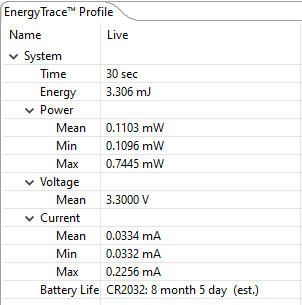 EnergyTrace™ Profile
Name Live
System
Time 30 sec
Energy 3.306 mJ
Power
Mean 0.1103 mW
Min 0.1096 mW
Max 0.7445 mW
Voltage
Mean 3.3000 V
Current
Mean 0.0334 mA
Min 0.0332 mA
Max 0.2256 mA
Battery Life CR2032: 8 month 5 day (est.)